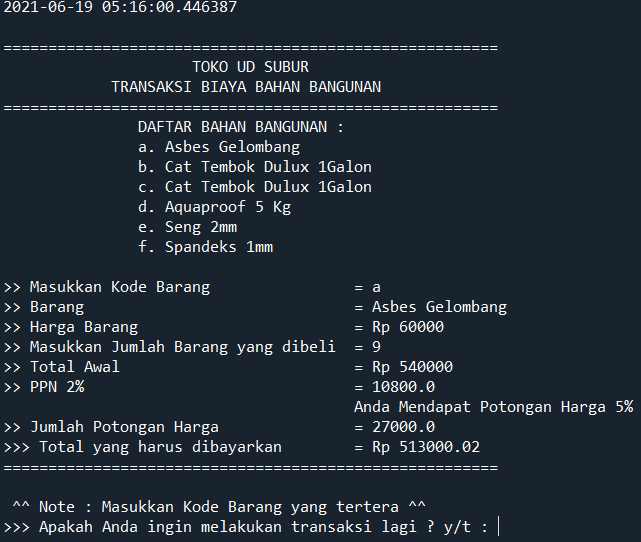 2021-06-19 05:16:00.446387
=======================================================
TOKO UD SUBUR
TRANSAKSI BIAYA BAHAN BANGUNAN
=======================================================
DAFTAR BAHAN BANGUNAN :
a. Asbes Gelombang
b. Cat Tembok Dulux 1Galon
c. Cat Tembok Dulux 1Galon
d. Aquaproof 5 Kg
e. Seng 2mm
f. Spandeks 1mm
>> Masukkan Kode Barang = a
>> Barang = Asbes Gelombang
>> Harga Barang = Rp 60000
>> Masukkan Jumlah Barang yang dibeli = 9
>> Total Awal = Rp 540000
>> PPN 2% = 10800.0
Anda Mendapat Potongan Harga 5%
>> Jumlah Potongan Harga = 27000.0
>>> Total yang harus dibayarkan = Rp 513000.02
=======================================================
^^ Note : Masukkan Kode Barang yang tertera ^^
>>> Apakah Anda ingin melakukan transaksi lagi ? y/t :